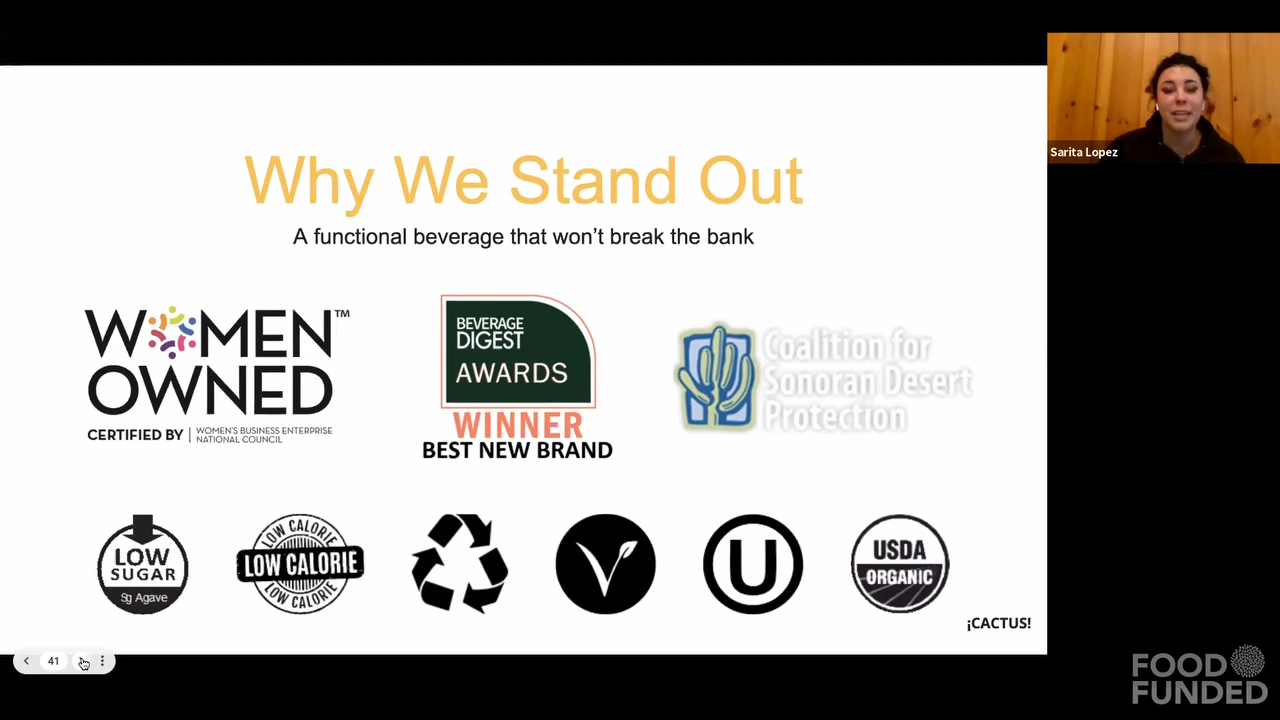 Why We Stand Out
A functional beverage that won't break the bank
WOMEN™
OWNED
CERTIFIED BY | WOMEN'S BUSINESS ENTERPRISE
NATIONAL COUNCIL
BEVERAGE
DIGEST
AWARDS
WINNER
BEST NEW BRAND
Coalition for
Sonoran Desert
Protection
LOW
SUGAR
5g Agave
LOW CALORIE
LOW CALORIE
LOW CALORIE
V
U
USDA
ORGANIC
¡CACTUS!
41
Sarita Lopez
FOOD
FUNDED